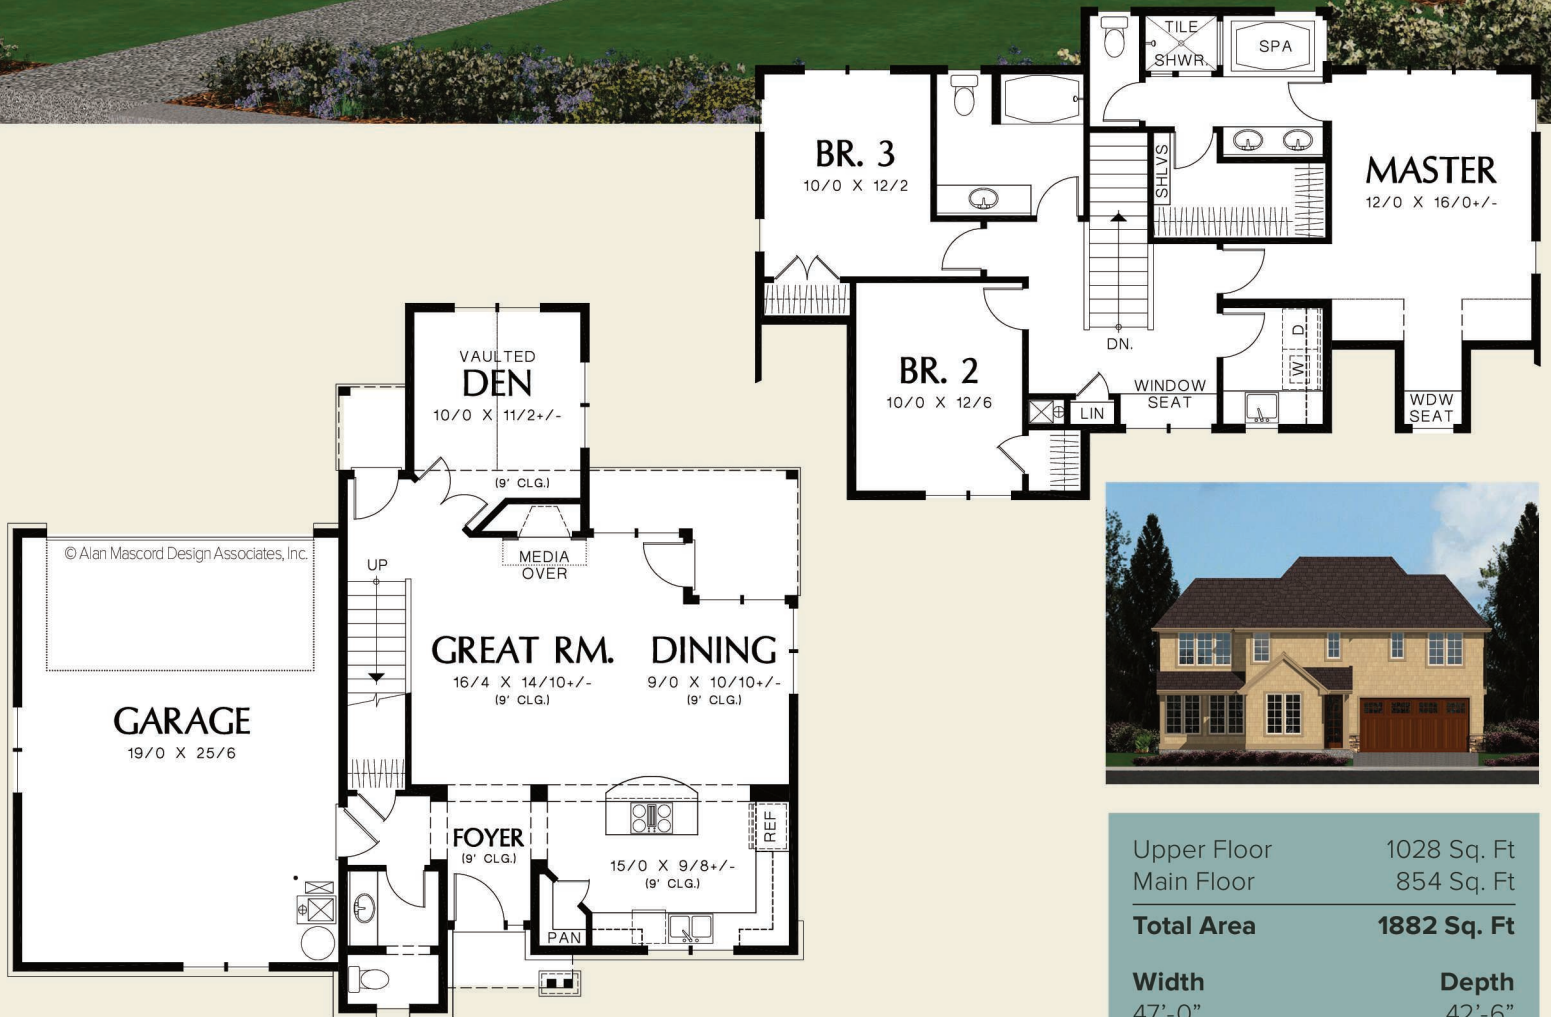 TILE
SHWR.
SPA
BR. 3
10/0 X 12/2
SHLVS
MASTER
12/0 X 16/0+/-
DN.
BR. 2
10/0 X 12/6
LIN
WINDOW
SEAT
W D
WDW
SEAT
VAULTED
DEN
10/0 X 11/2+/-
(9' CLG.)
© Alan Mascord Design Associates, Inc.
UP
MEDIA
OVER
GREAT RM.
16/4 X 14/10+/-
(9' CLG.)
DINING
9/0 X 10/10+/-
(9' CLG.)
GARAGE
19/0 X 25/6
FOYER
(9' CLG.)
15/0 X 9/8+/-
(9' CLG.)
REF
PAN
Upper Floor 1028 Sq. Ft
Main Floor 854 Sq. Ft
Total Area 1882 Sq. Ft
Width Depth
47'-0" 42'-6"